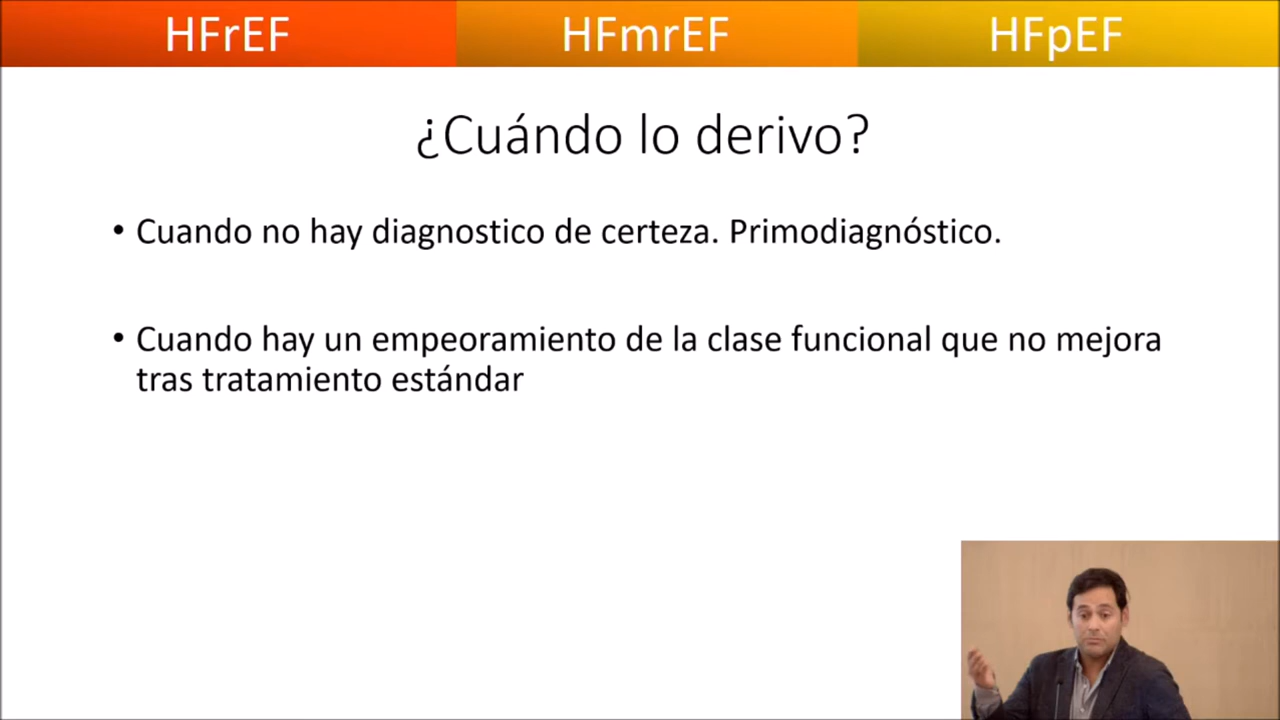 HFrEF HFmrEF HFpEF
¿Cuándo lo derivo?
• Cuando no hay diagnostico de certeza. Primodiagnóstico.
• Cuando hay un empeoramiento de la clase funcional que no mejora
tras tratamiento estándar